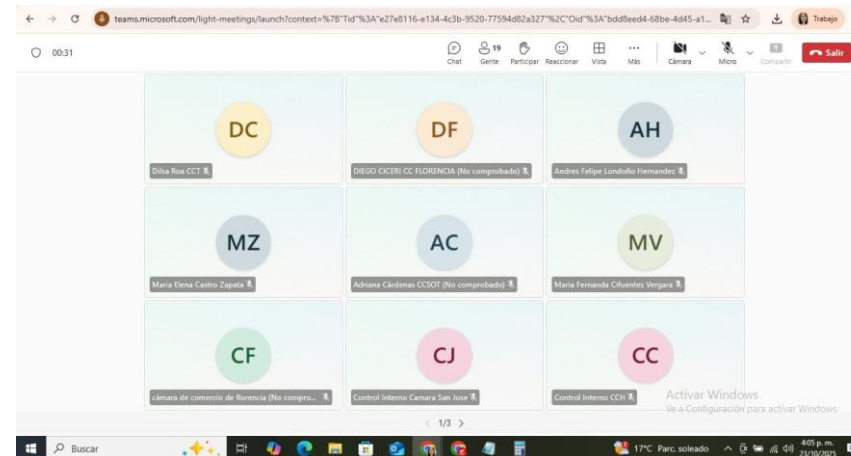 teams.microsoft.com/light-meetings/launch?context=%7B"Tid"%3A"e27e8116-e134-4c3b-9520-77594d82a327"%2C"Oid"%3A"bdd8eed4-68be-4d45-a1...
Trabajo
00:31
19
Chat Gente Participar Reaccionar Vista Más Cámara Micro Compartir Salir
DC DF AH
Dilsa Roa CCT DIEGO CICERI CC FLORENCIA (No comprobado) Andres Felipe Londoño Hernandez
MZ AC MV
Maria Elena Castro Zapata Adriana Cárdenas CCSOT (No comprobado) Maria Fernanda Cifuentes Vergara
CF CJ CC
cámara de comercio de florencia (No compro... Control Interno Camara San Jose Control Interno CCH
Activar Windows
Ve a Configuración para activar Windows.
1/3
Buscar 17°C Parc. soleado 4:05 p. m.
23/10/2025